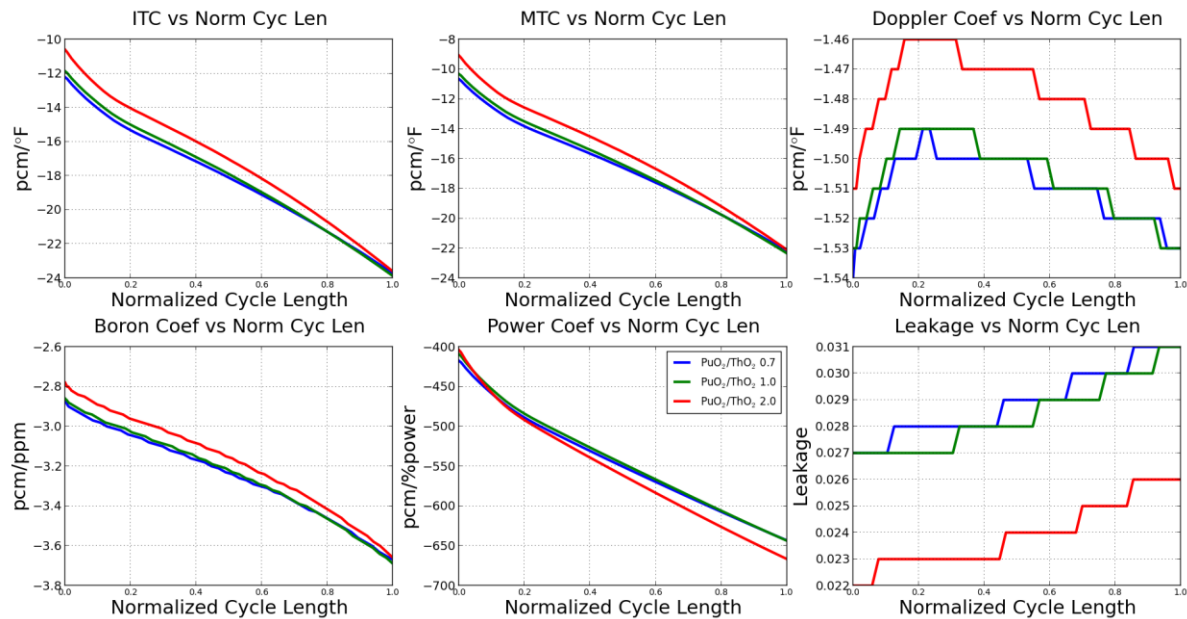 ITC vs Norm Cyc Len
pcm/°F
−10
−12
−14
−16
−18
−20
−22
−24
0.0 0.2 0.4 0.6 0.8 1.0
Normalized Cycle Length
MTC vs Norm Cyc Len
pcm/°F
−8
−10
−12
−14
−16
−18
−20
−22
−24
0.0 0.2 0.4 0.6 0.8 1.0
Normalized Cycle Length
Doppler Coef vs Norm Cyc Len
pcm/°F
−1.46
−1.47
−1.48
−1.49
−1.50
−1.51
−1.52
−1.53
−1.54
0.0 0.2 0.4 0.6 0.8 1.0
Normalized Cycle Length
Boron Coef vs Norm Cyc Len
pcm/ppm
−2.6
−2.8
−3.0
−3.2
−3.4
−3.6
−3.8
0.0 0.2 0.4 0.6 0.8 1.0
Normalized Cycle Length
Power Coef vs Norm Cyc Len
pcm/%power
−400
−450
−500
−550
−600
−650
−700
PuO₂/ThO₂ 0.7
PuO₂/ThO₂ 1.0
PuO₂/ThO₂ 2.0
0.0 0.2 0.4 0.6 0.8 1.0
Normalized Cycle Length
Leakage vs Norm Cyc Len
Leakage
0.031
0.030
0.029
0.028
0.027
0.026
0.025
0.024
0.023
0.022
0.0 0.2 0.4 0.6 0.8 1.0
Normalized Cycle Length